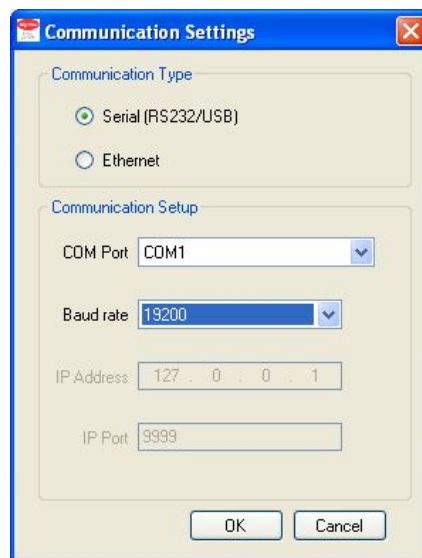 Communication Settings
Communication Type
Serial (RS232/USB)
Ethernet
Communication Setup
COM Port COM1
Baud rate 19200
IP Address 127 . 0 . 0 . 1
IP Port 9999
OK Cancel